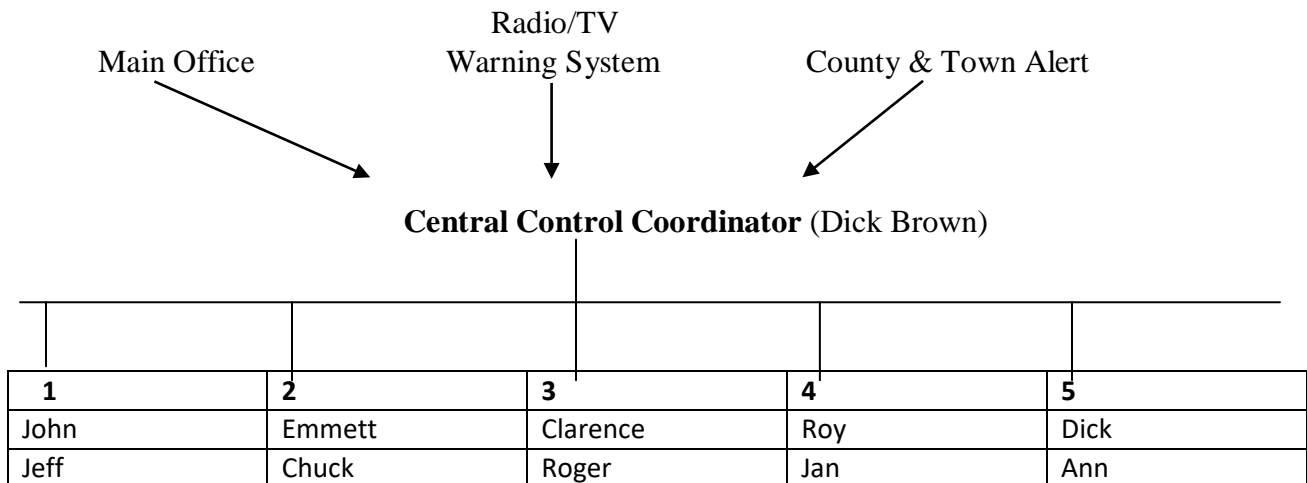 Radio/TV
Main Office Warning System County & Town Alert
Central Control Coordinator (Dick Brown)
1 2 3 4 5
John Emmett Clarence Roy Dick
Jeff Chuck Roger Jan Ann